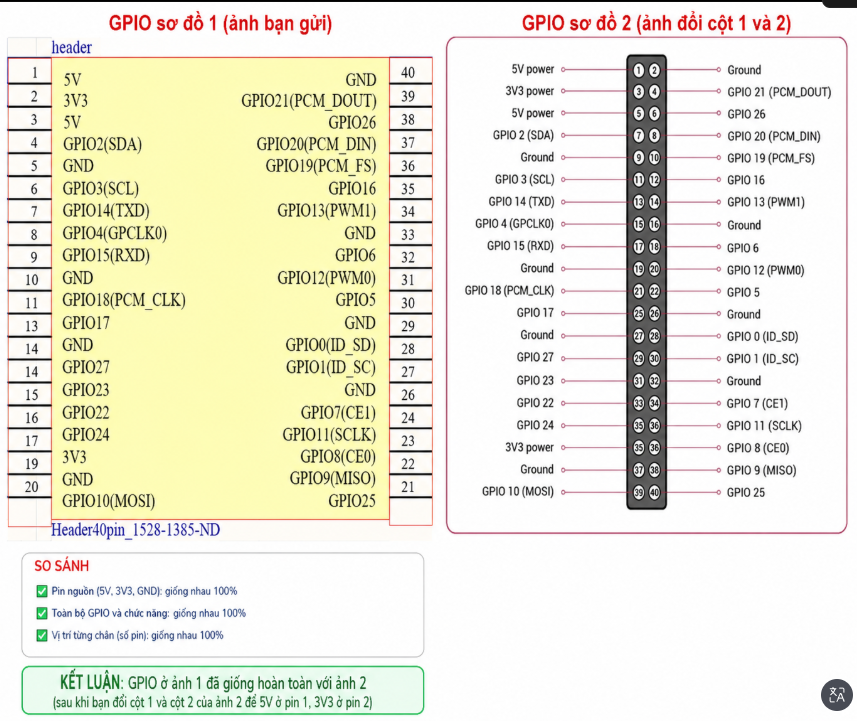 GPIO sơ đồ 1 (ảnh bạn gửi)
header
1 5V GND 40
2 3V3 GPIO21(PCM_DOUT) 39
3 5V GPIO26 38
4 GPIO2(SDA) GPIO20(PCM_DIN) 37
5 GND GPIO19(PCM_FS) 36
6 GPIO3(SCL) GPIO16 35
7 GPIO14(TXD) GPIO13(PWM1) 34
8 GPIO4(GPCLK0) GND 33
9 GPIO15(RXD) GPIO6 32
10 GND GPIO12(PWM0) 31
11 GPIO18(PCM_CLK) GPIO5 30
13 GPIO17 GND 29
14 GND GPIO0(ID_SD) 28
14 GPIO27 GPIO1(ID_SC) 27
15 GPIO23 GND 26
16 GPIO22 GPIO7(CE1) 24
17 GPIO24 GPIO11(SCLK) 23
19 3V3 GPIO8(CE0) 22
20 GND GPIO9(MISO) 21
GPIO10(MOSI) GPIO25
Header40pin_1528-1385-ND
GPIO sơ đồ 2 (ảnh đổi cột 1 và 2)
5V power 1 2 Ground
3V3 power 3 4 GPIO 21 (PCM_DOUT)
5V power 5 6 GPIO 26
GPIO 2 (SDA) 7 8 GPIO 20 (PCM_DIN)
Ground 9 10 GPIO 19 (PCM_FS)
GPIO 3 (SCL) 11 12 GPIO 16
GPIO 14 (TXD) 13 14 GPIO 13 (PWM1)
GPIO 4 (GPCLK0) 15 16 Ground
GPIO 15 (RXD) 17 18 GPIO 6
Ground 19 20 GPIO 12 (PWM0)
GPIO 18 (PCM_CLK) 21 22 GPIO 5
GPIO 17 25 26 Ground
Ground 27 28 GPIO 0 (ID_SD)
GPIO 27 29 30 GPIO 1 (ID_SC)
GPIO 23 31 32 Ground
GPIO 22 33 34 GPIO 7 (CE1)
GPIO 24 35 36 GPIO 11 (SCLK)
3V3 power 35 36 GPIO 8 (CE0)
Ground 37 38 GPIO 9 (MISO)
GPIO 10 (MOSI) 39 40 GPIO 25
SO SÁNH
Pin nguồn (5V, 3V3, GND): giống nhau 100%
Toàn bộ GPIO và chức năng: giống nhau 100%
Vị trí từng chân (số pin): giống nhau 100%
KẾT LUẬN: GPIO ở ảnh 1 đã giống hoàn toàn với ảnh 2
(sau khi bạn đổi cột 1 và cột 2 của ảnh 2 để 5V ở pin 1, 3V3 ở pin 2)